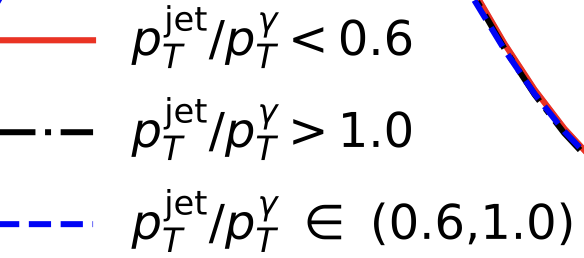 p_T^jet/p_T^γ < 0.6
p_T^jet/p_T^γ > 1.0
p_T^jet/p_T^γ ∈ (0.6,1.0)